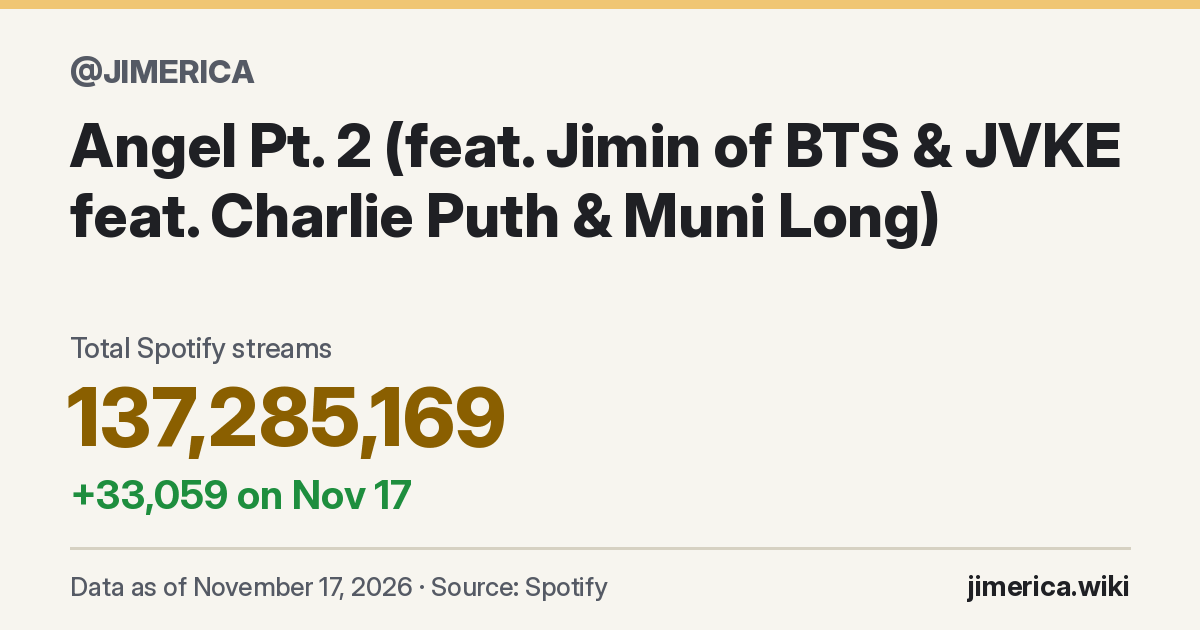 @JIMERICA
Angel Pt. 2 (feat. Jimin of BTS & JVKE
feat. Charlie Puth & Muni Long)
Total Spotify streams
137,285,169
+33,059 on Nov 17
Data as of November 17, 2026 · Source: Spotify
jimerica.wiki